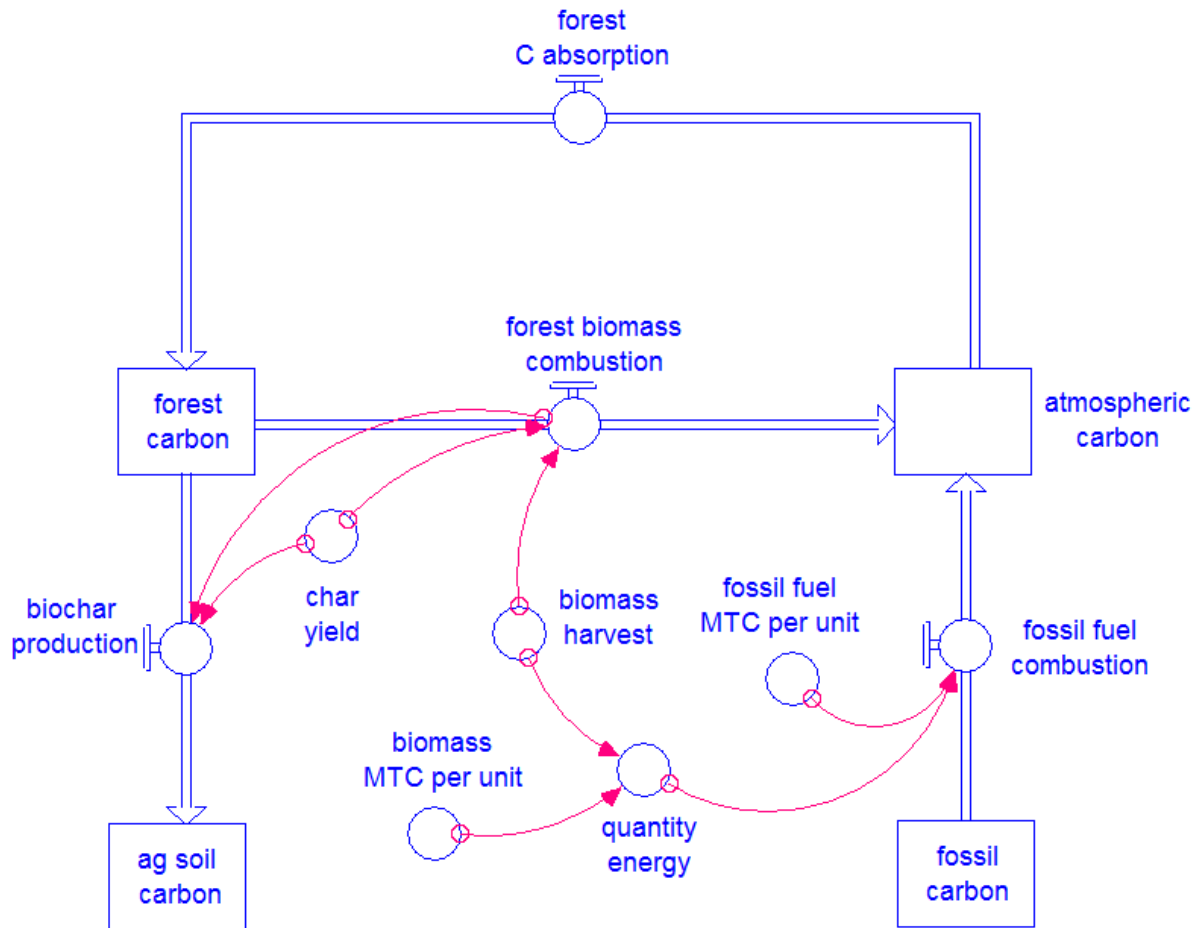 forest
C absorption
forest biomass
combustion
forest
carbon
atmospheric
carbon
char
yield
biomass
harvest
fossil fuel
MTC per unit
biochar
production
fossil fuel
combustion
biomass
MTC per unit
quantity
energy
ag soil
carbon
fossil
carbon